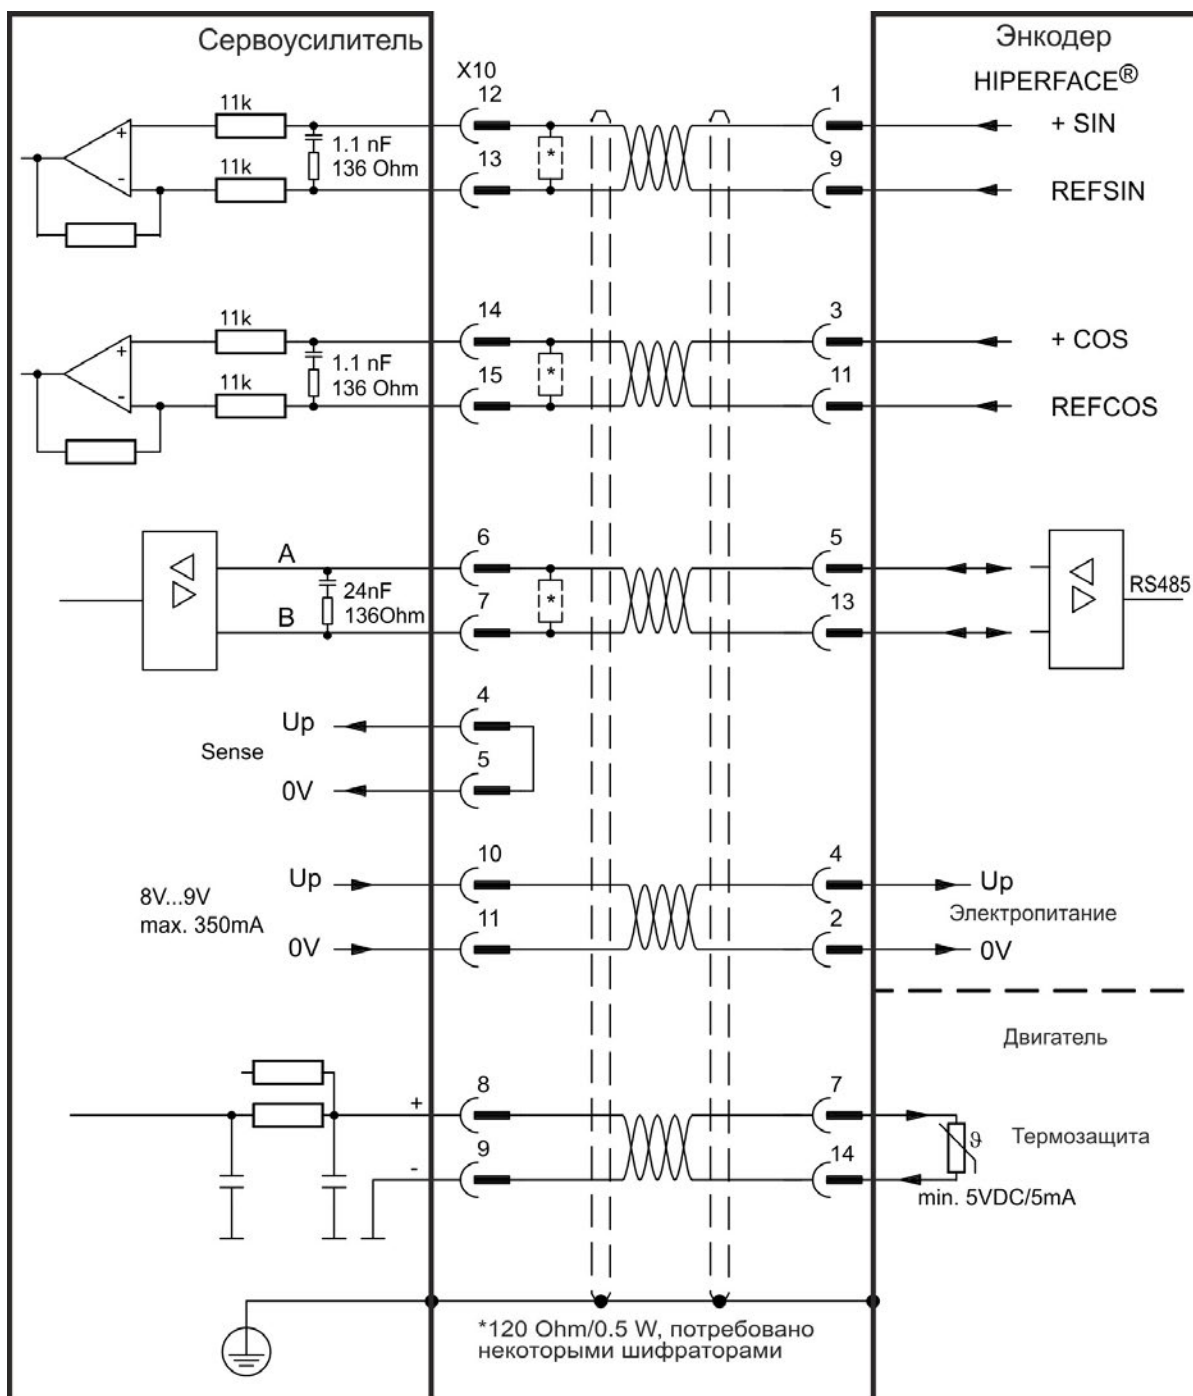 Сервоусилитель
Энкодер
HIPERFACE®
X10
11k
12
1
+ SIN
+
1.1 nF
136 Ohm
*
11k
13
9
-
REFSIN
11k
14
3
+ COS
+
1.1 nF
136 Ohm
*
11k
15
11
-
REFCOS
A
6
5
24nF
136Ohm
*
RS485
B
7
13
Up
4
Sense
5
0V
8V...9V
max. 350mA
Up
10
4
Up
Электропитание
0V
11
2
0V
Двигатель
+
8
7
ϑ
Термозащита
-
9
14
min. 5VDC/5mA
*120 Ohm/0.5 W, потребовано
некоторыми шифраторами